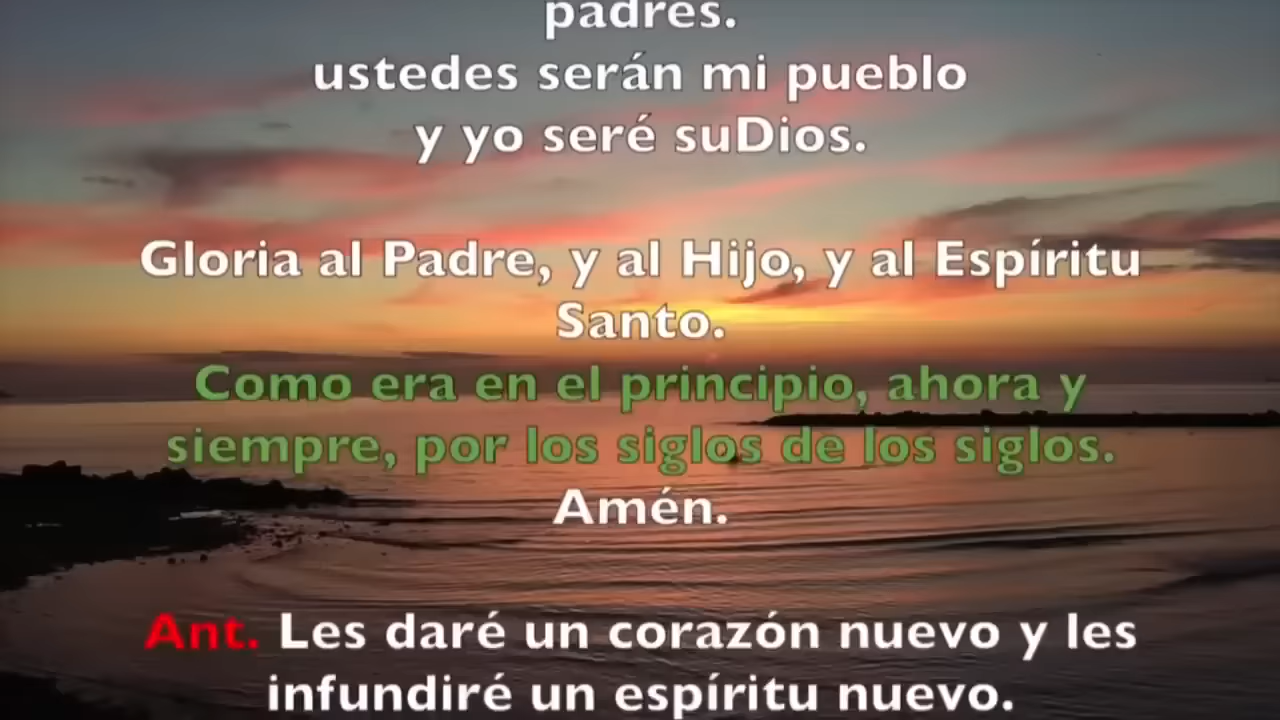 padres.
ustedes serán mi pueblo
y yo seré suDios.
Gloria al Padre, y al Hijo, y al Espíritu
Santo.
Como era en el principio, ahora y
siempre, por los siglos de los siglos.
Amén.
Ant. Les daré un corazón nuevo y les
infundiré un espíritu nuevo.